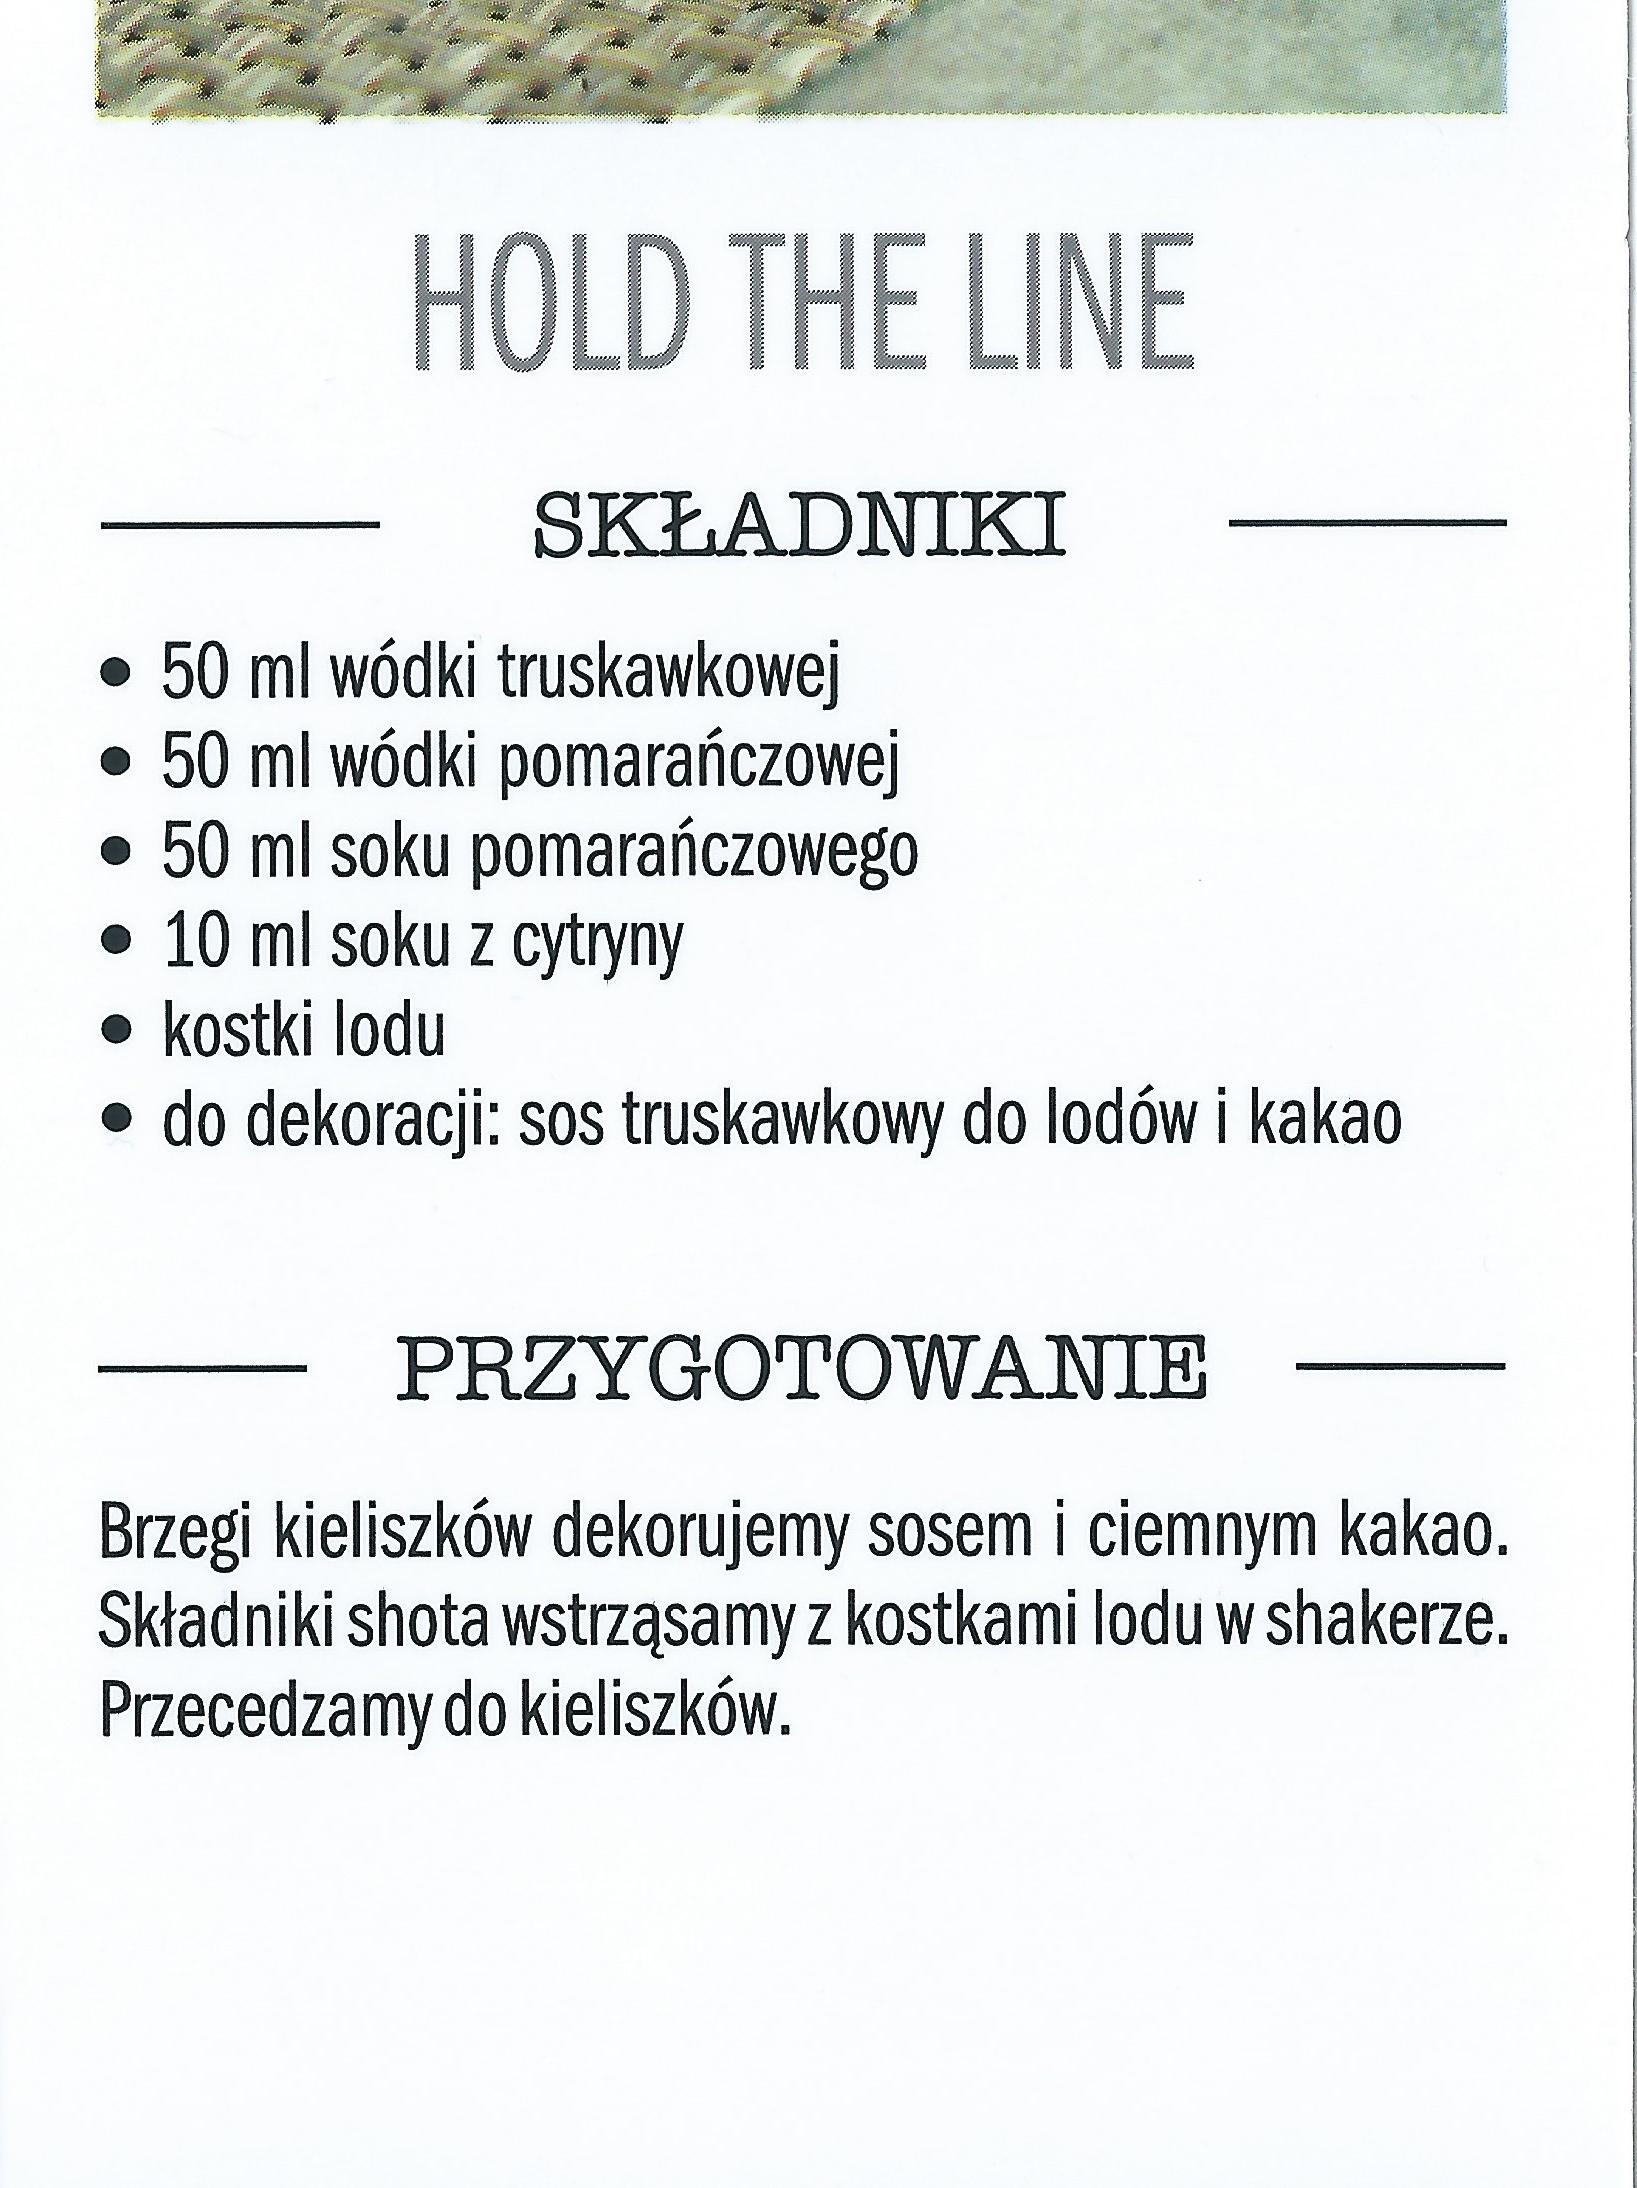 HOLD THE LINE
SKŁADNIKI
• 50 ml wódki truskawkowej
• 50 ml wódki pomarańczowej
• 50 ml soku pomarańczowego
• 10 ml soku z cytryny
• kostki lodu
• do dekoracji: sos truskawkowy do lodów i kakao
PRZYGOTOWANIE
Brzegi kieliszków dekorujemy sosem i ciemnym kakao.
Składniki shota wstrząsamy z kostkami lodu w shakerze.
Przecedzamy do kieliszków.